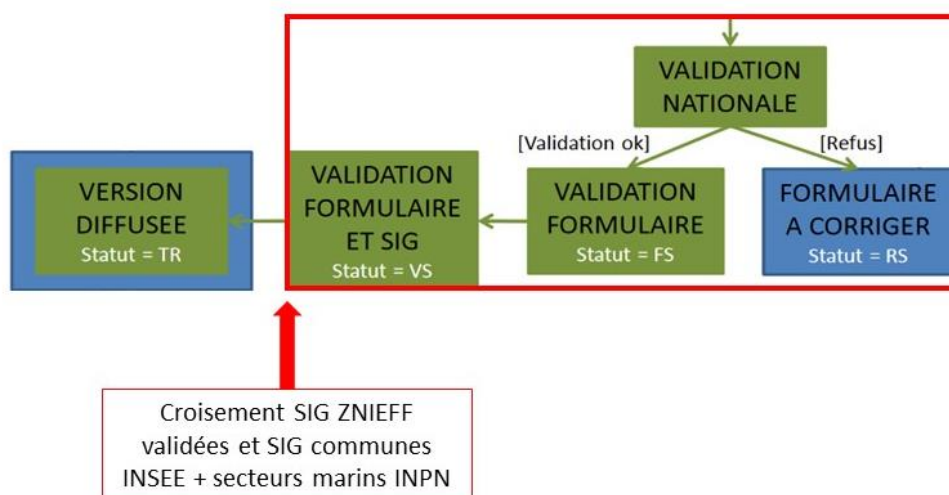 VALIDATION
NATIONALE
[Validation ok]
[Refus]
VERSION
DIFFUSEE
Statut = TR
VALIDATION
FORMULAIRE
ET SIG
Statut = VS
VALIDATION
FORMULAIRE
Statut = FS
FORMULAIRE
A CORRIGER
Statut = RS
Croisement SIG ZNIEFF
validées et SIG communes
INSEE + secteurs marins INPN